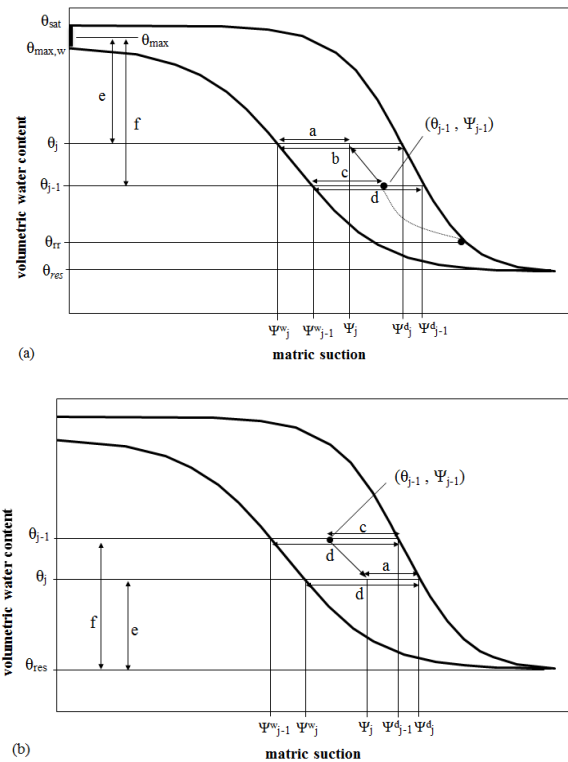 θsat
θmax
θmax,w
e
f
a
(θj-1 , Ψj-1)
θj
b
c
θj-1
d
θrr
θres
volumetric water content
Ψwj Ψwj-1 Ψj Ψdj Ψdj-1
(a)
matric suction
(θj-1 , Ψj-1)
θj-1
c
d
a
θj
d
f
e
θres
volumetric water content
Ψwj-1 Ψwj Ψj Ψdj-1 Ψdj
(b)
matric suction